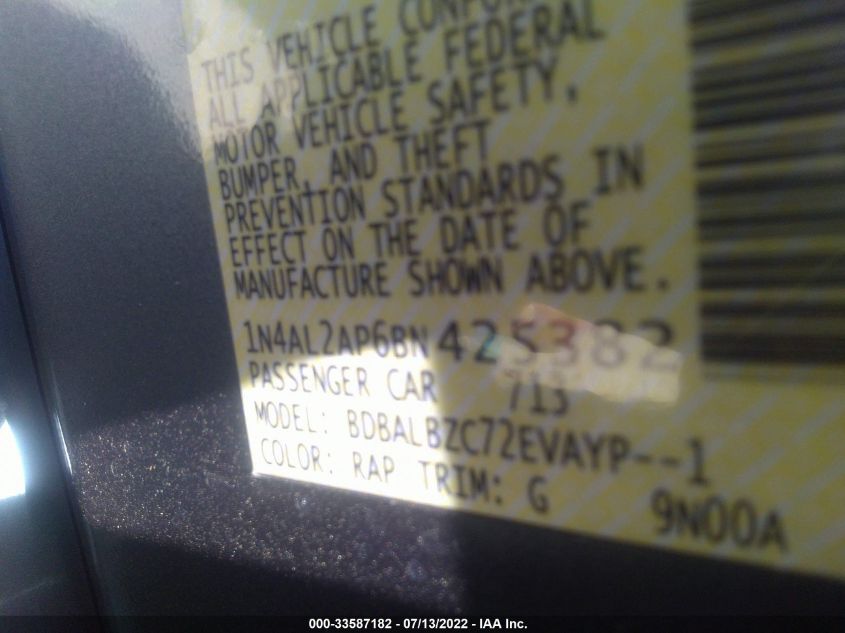 THIS VEHICLE CONFOR
ALL APPLICABLE FEDERAL
MOTOR VEHICLE SAFETY,
BUMPER, AND THEFT
PREVENTION STANDARDS IN
EFFECT ON THE DATE OF
MANUFACTURE SHOWN ABOVE.
1N4AL2AP6BN425382
PASSENGER CAR 713
MODEL: BDBALBZC72EVAYP--1
COLOR: RAP TRIM: G 9N00A
000-33587182 - 07/13/2022 - IAA Inc.